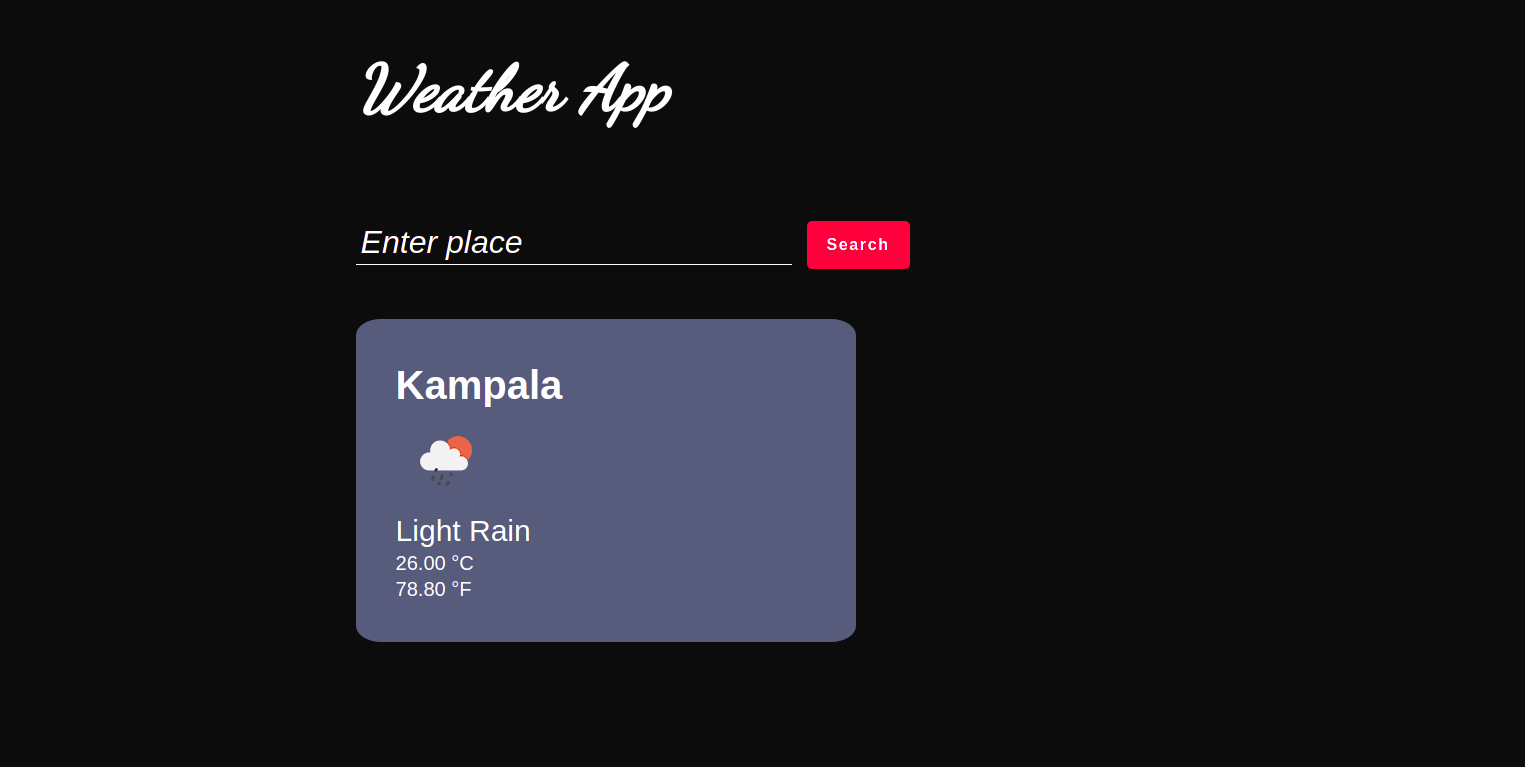 Weather App
Enter place
Search
Kampala
Light Rain
26.00 °C
78.80 °F